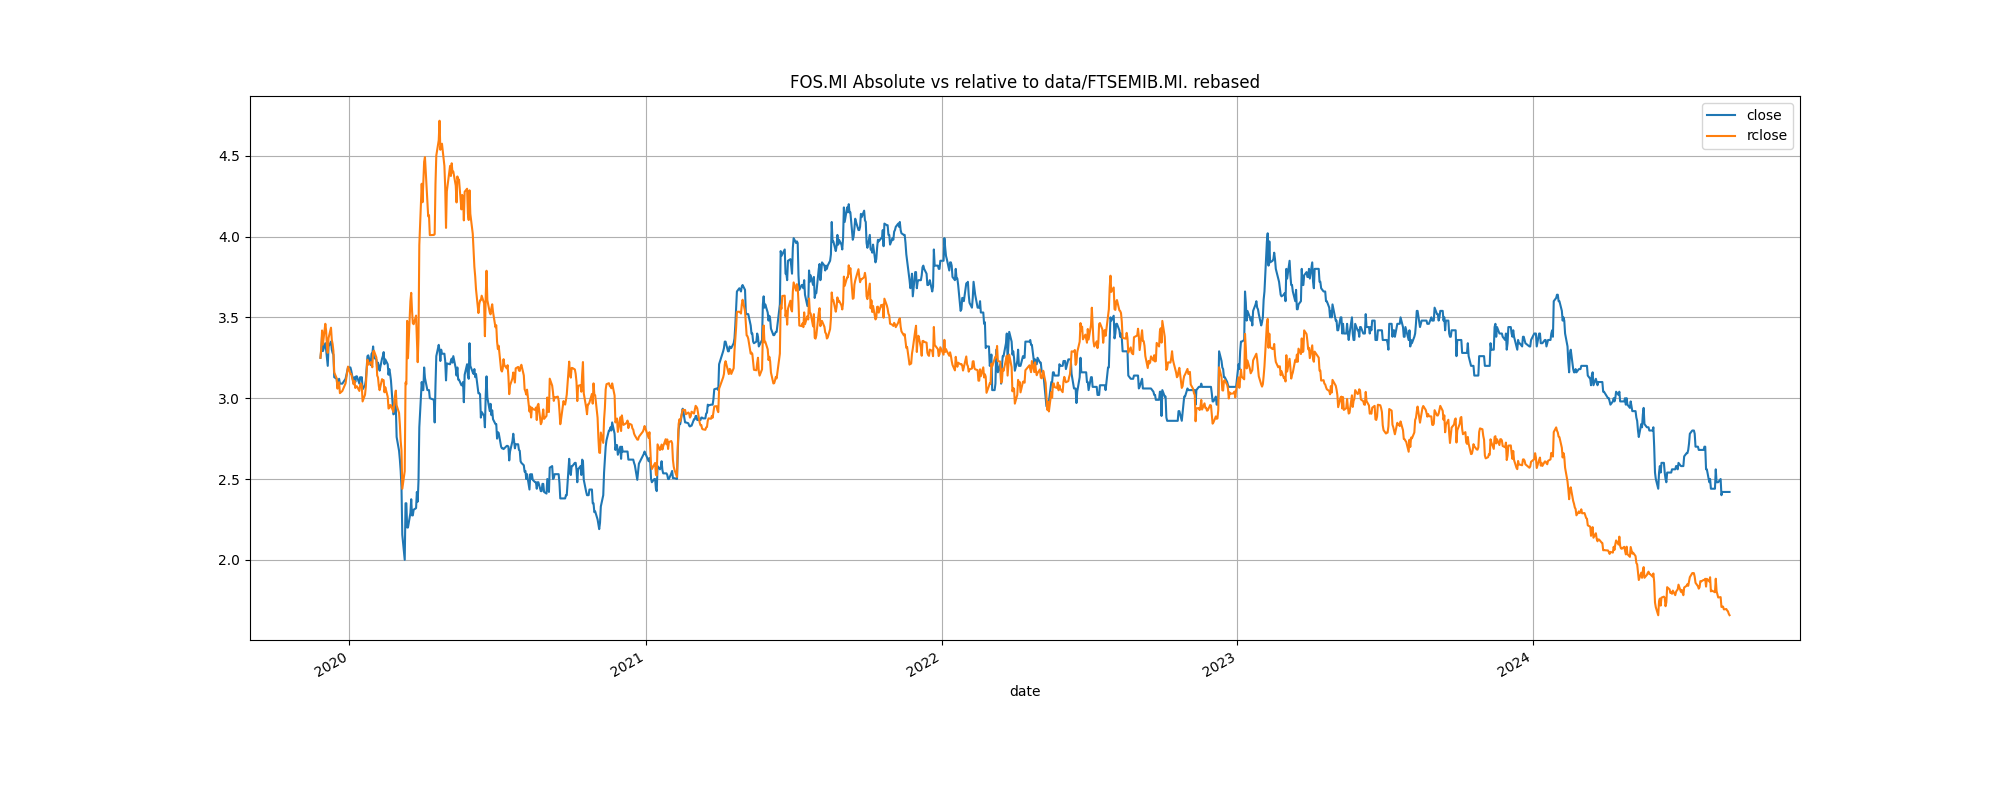 FOS.MI Absolute vs relative to data/FTSEMIB.MI. rebased
close
rclose
4.5
4.0
3.5
3.0
2.5
2.0
2020
2021
2022
2023
2024
date